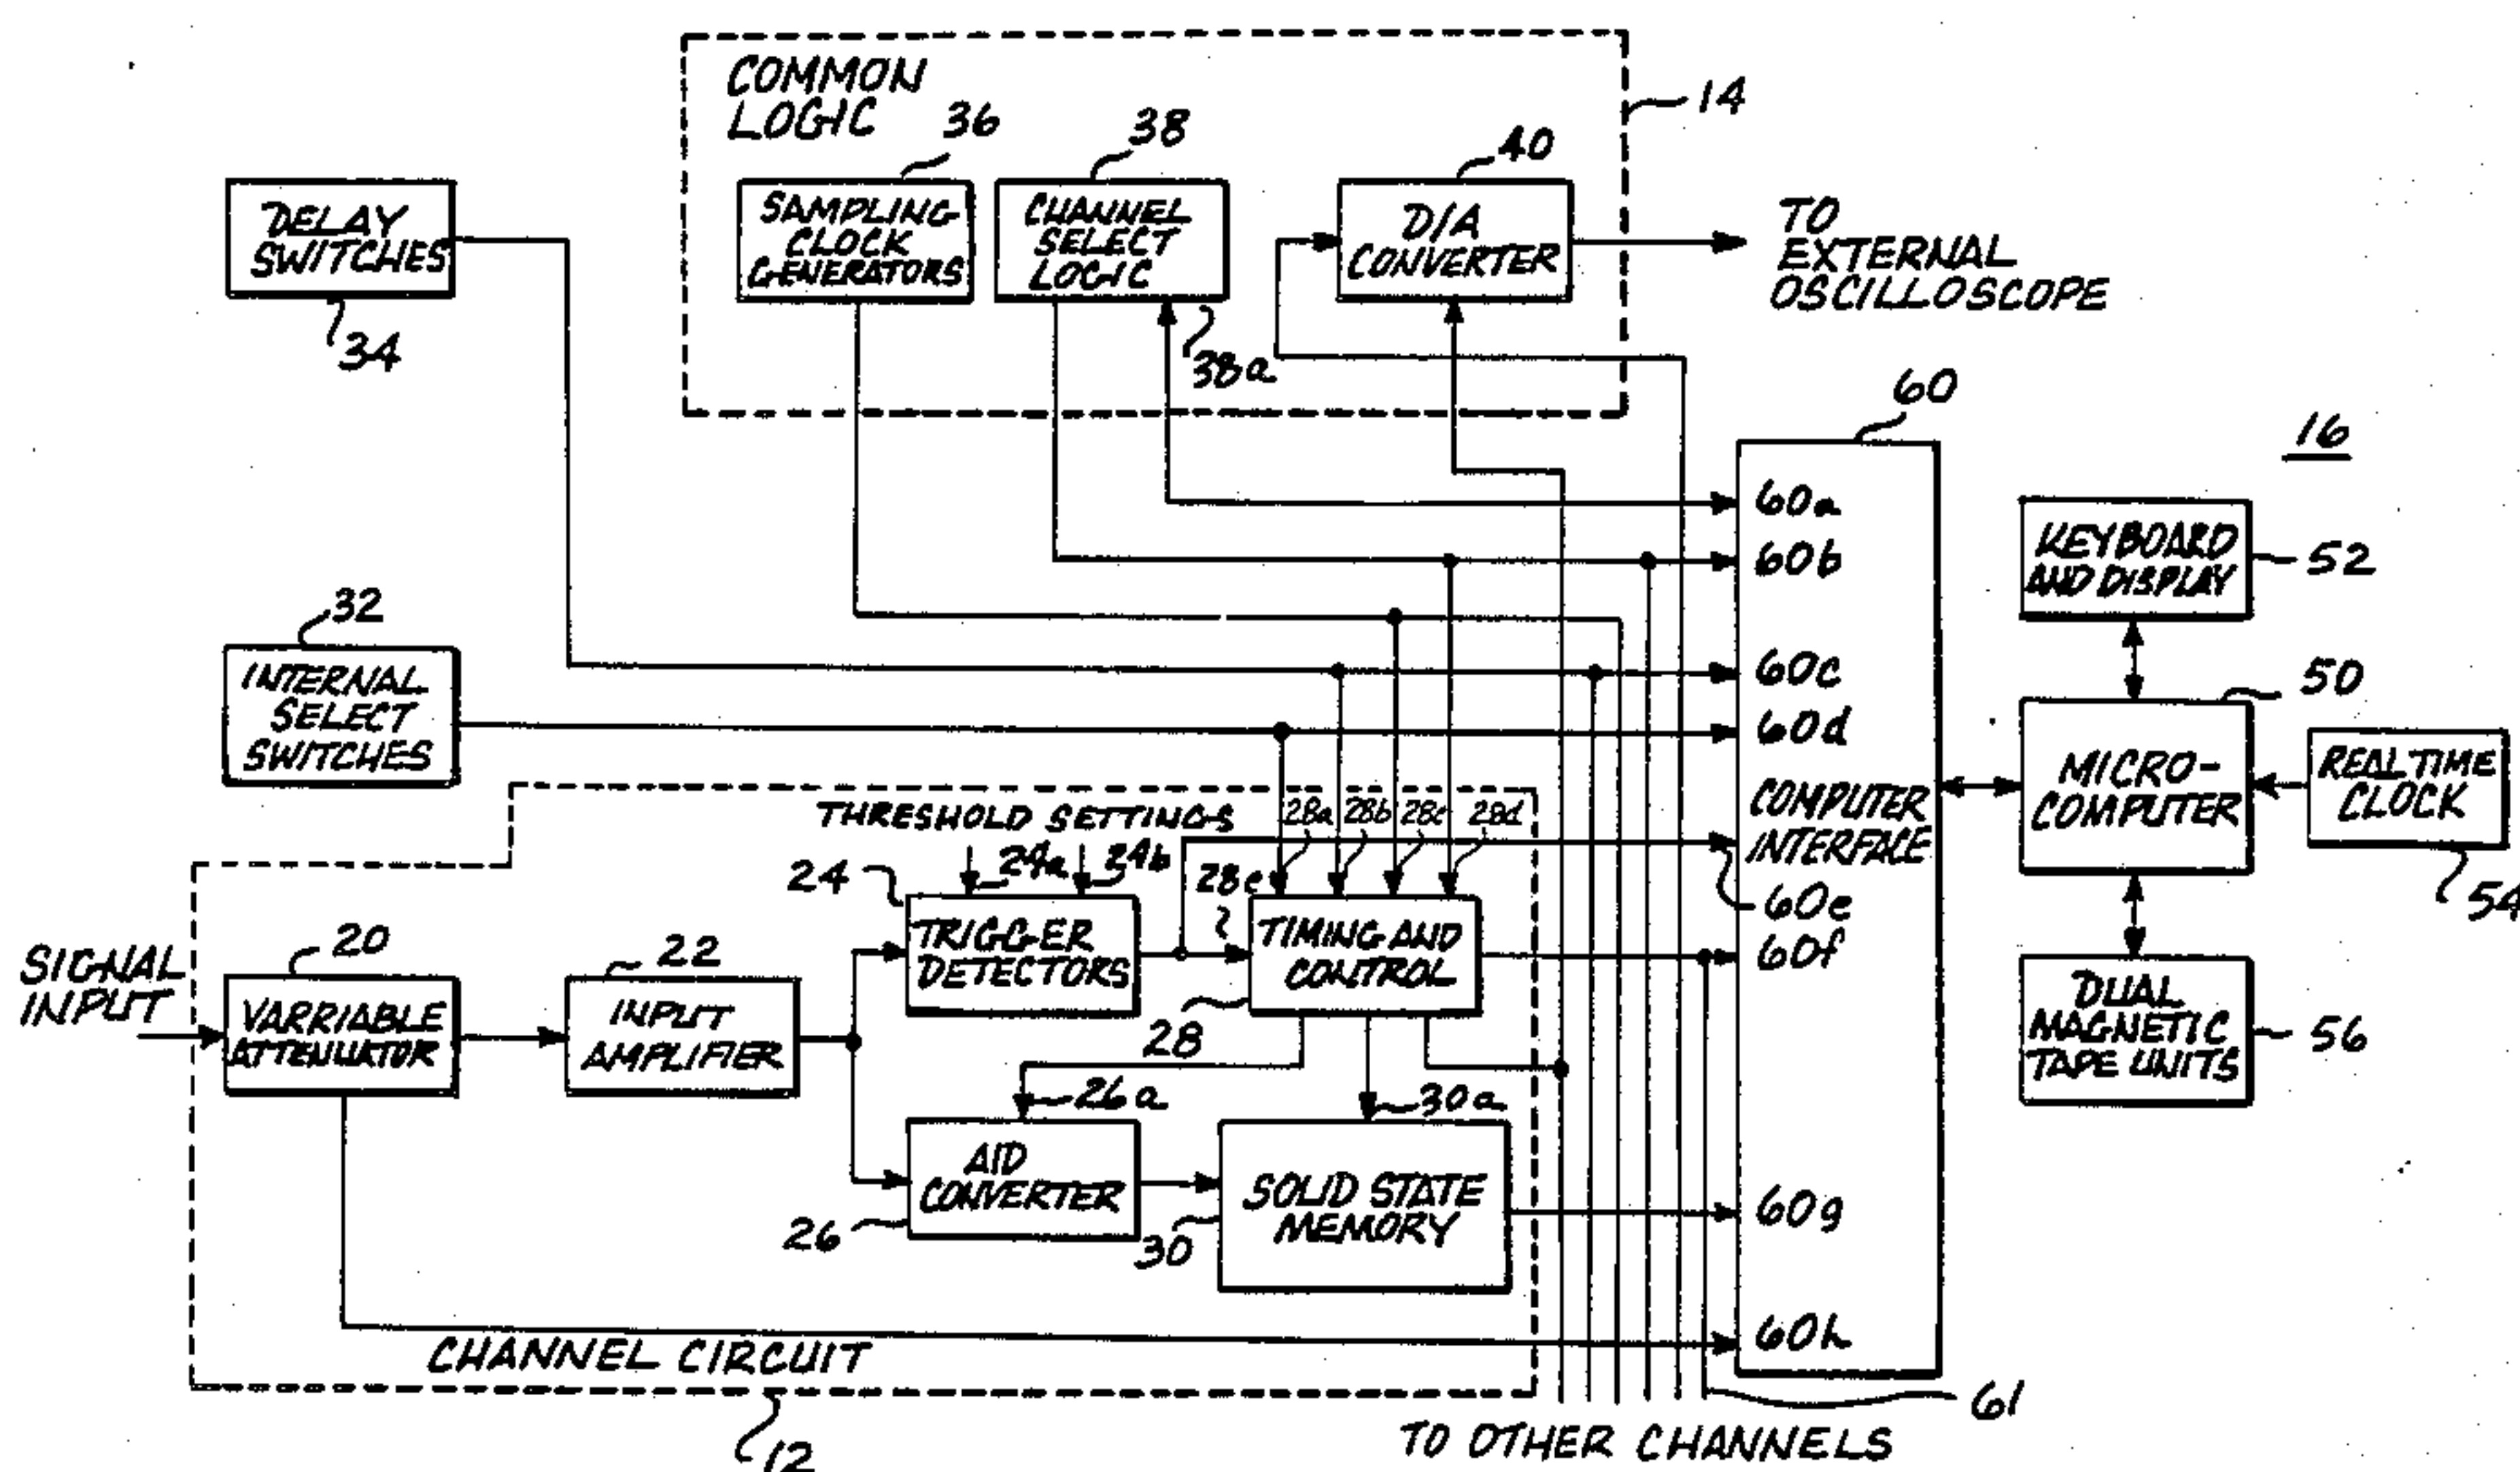 COMMON
LOGIC
14
36
38
40
DELAY
SWITCHES
34
SAMPLING
CLOCK
GENERATORS
CHANNEL
SELECT
LOGIC
38a
D/A
CONVERTER
TO
EXTERNAL
OSCILLOSCOPE
60
16
60a
60b
60c
60d
COMPUTER
INTERFACE
60e
60f
60g
60h
KEYBOARD
AND DISPLAY
52
50
MICRO-
COMPUTER
REAL TIME
CLOCK
54
DUAL
MAGNETIC
TAPE UNITS
56
32
INTERNAL
SELECT
SWITCHES
THRESHOLD SETTINGS
28a
28b
28c
28d
24
24a
24b
28e
TRIGGER
DETECTORS
TIMING AND
CONTROL
28
SIGNAL
INPUT
20
VARRIABLE
ATTENUATOR
22
INPUT
AMPLIFIER
26a
30a
A/D
CONVERTER
26
SOLID STATE
MEMORY
30
CHANNEL CIRCUIT
12
61
TO OTHER CHANNELS